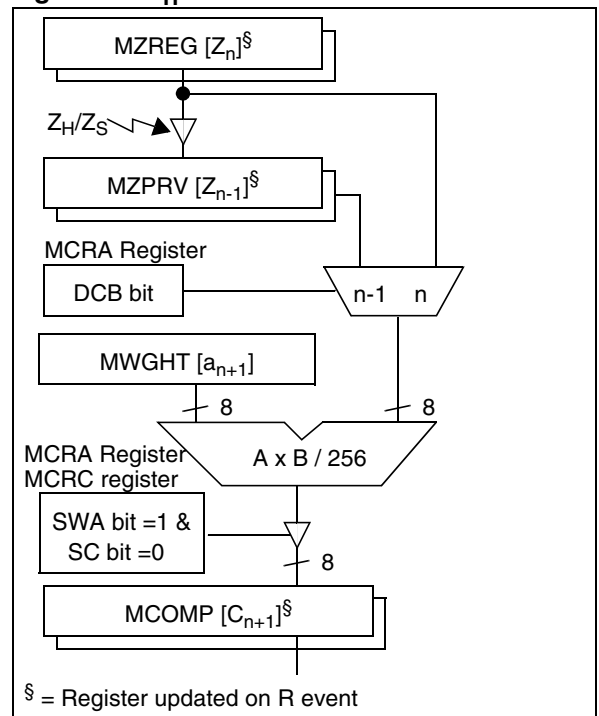 MZREG [Zn]§
ZH/ZS
MZPRV [Zn-1]§
MCRA Register
DCB bit
n-1 n
MWGHT [an+1]
8 8
A x B / 256
MCRA Register
MCRC register
SWA bit =1 &
SC bit =0
8
MCOMP [Cn+1]§
§ = Register updated on R event